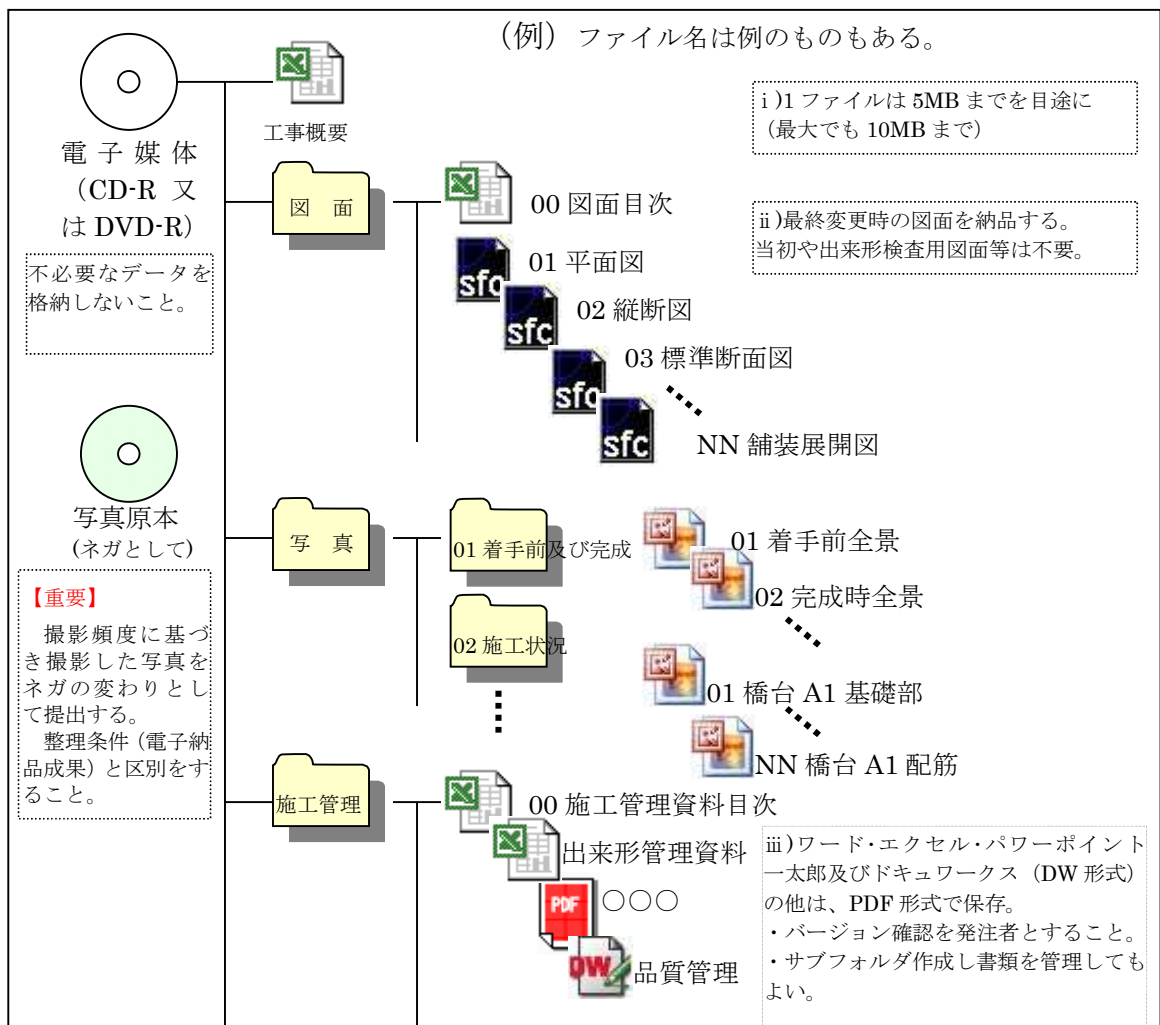 （例）ファイル名は例のものもある。
工事概要
電子媒体
（CD-R 又
は DVD-R）
不必要なデータを
格納しないこと。
ⅰ)1 ファイルは 5MB までを目途に
（最大でも 10MB まで）
図　面
00 図面目次
ⅱ)最終変更時の図面を納品する。
当初や出来形検査用図面等は不要。
sfc
01 平面図
sfc
02 縦断図
sfc
03 標準断面図
sfc
NN 舗装展開図
写真原本
(ネガとして)
【重要】
撮影頻度に基づ
き撮影した写真を
ネガの変わりとし
て提出する。
整理条件（電子納
品成果）と区別をす
ること。
写　真
01 着手前及び完成
01 着手前全景
02 完成時全景
02 施工状況
01 橋台 A1 基礎部
NN 橋台 A1 配筋
施工管理
00 施工管理資料目次
出来形管理資料
PDF
○○○
DW
品質管理
ⅲ)ワード・エクセル・パワーポイント
一太郎及びドキュワークス（DW 形式）
の他は、PDF 形式で保存。
・バージョン確認を発注者とすること。
・サブフォルダ作成し書類を管理しても
よい。